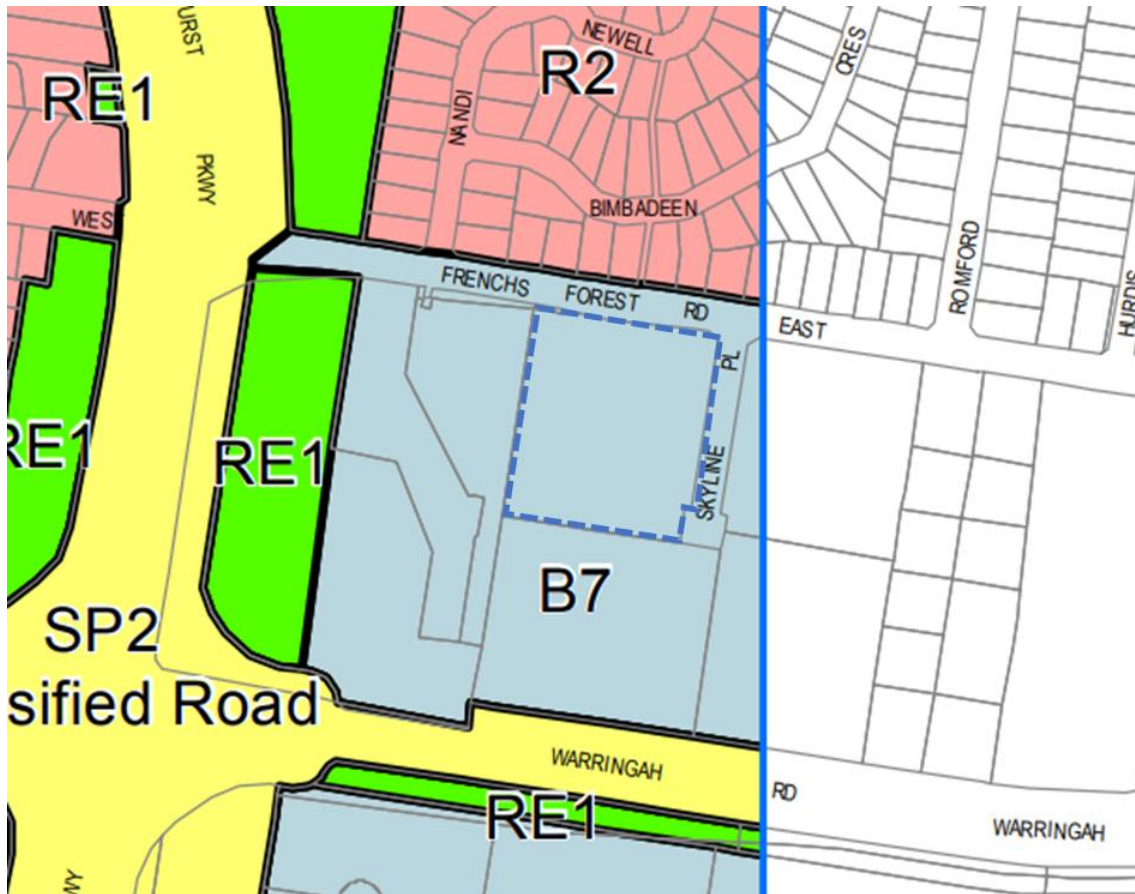 URST
PKWY
RE1
WES
RE1
NEWELL
R2
NANDI
BIMBADEEN
CRES
ROMFORD
HURDIS
FRENCHS FOREST RD
EAST
PL
SKYLINE
RE1
B7
SP2
sified Road
WARRINGAH
RD
WARRINGAH
RE1
WY